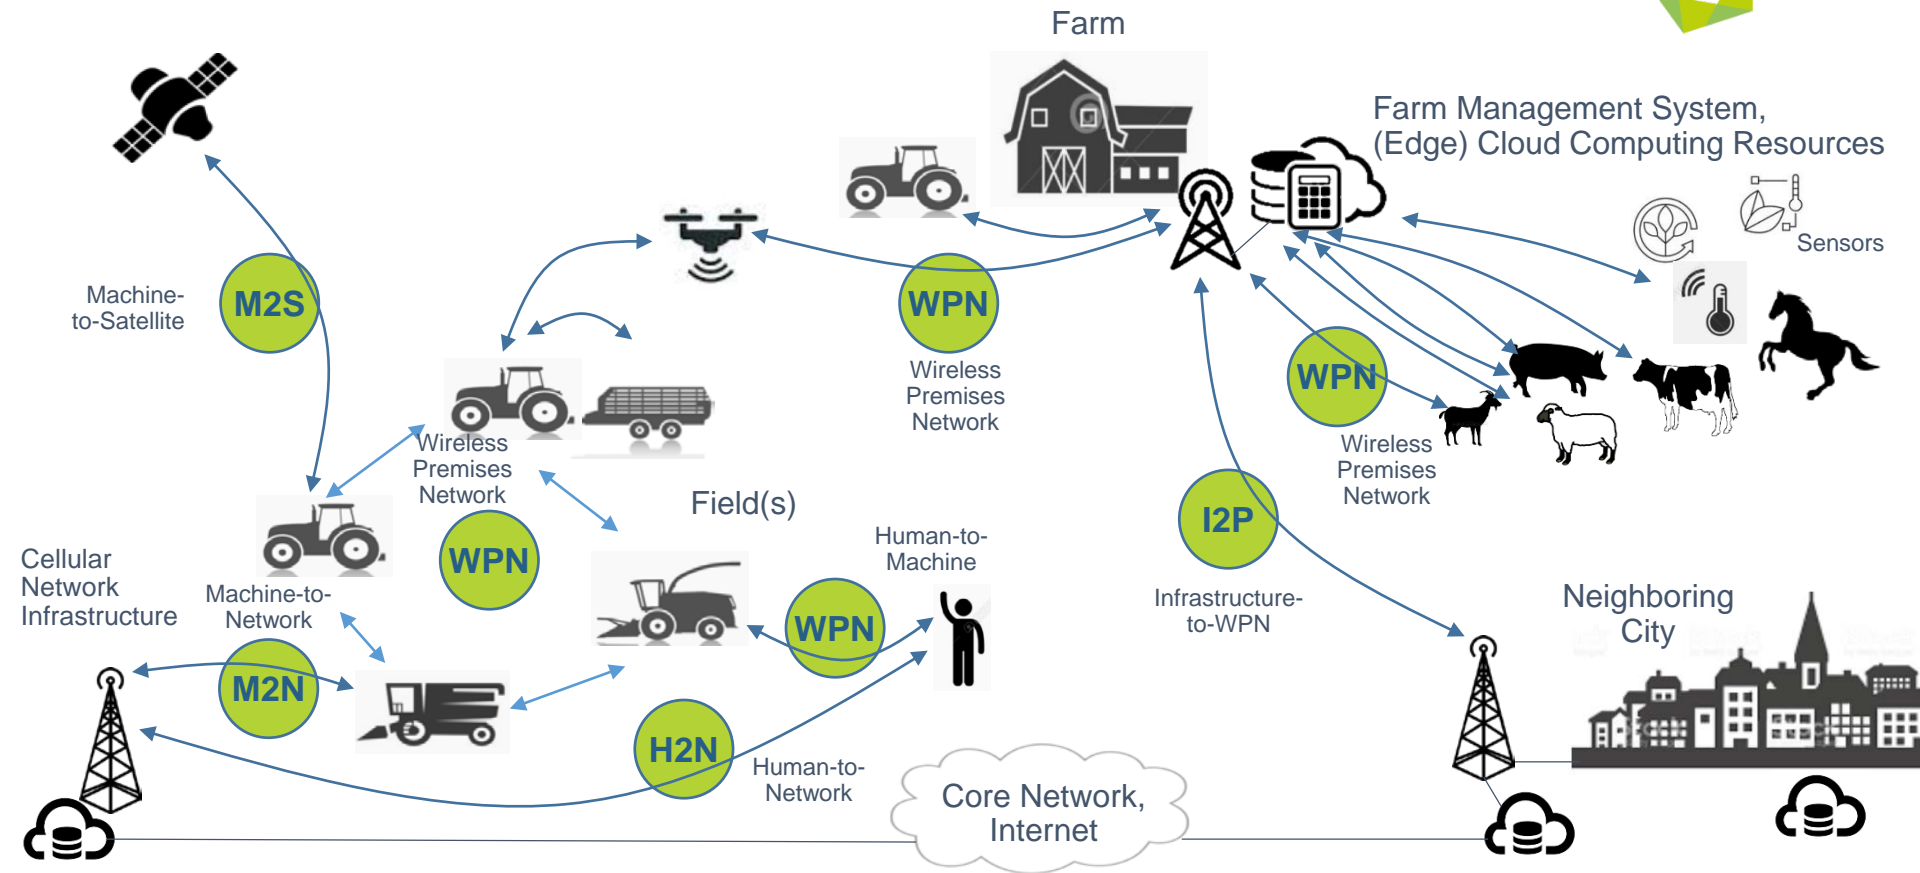 Farm
Farm Management System,
(Edge) Cloud Computing Resources
Sensors
Machine-
to-Satellite
M2S
WPN
Wireless
Premises
Network
WPN
Wireless
Premises
Network
Wireless
Premises
Network
WPN
Field(s)
I2P
Infrastructure-
to-WPN
Human-to-
Machine
WPN
Cellular
Network
Infrastructure
Machine-to-
Network
M2N
H2N
Human-to-
Network
Neighboring
City
Core Network,
Internet